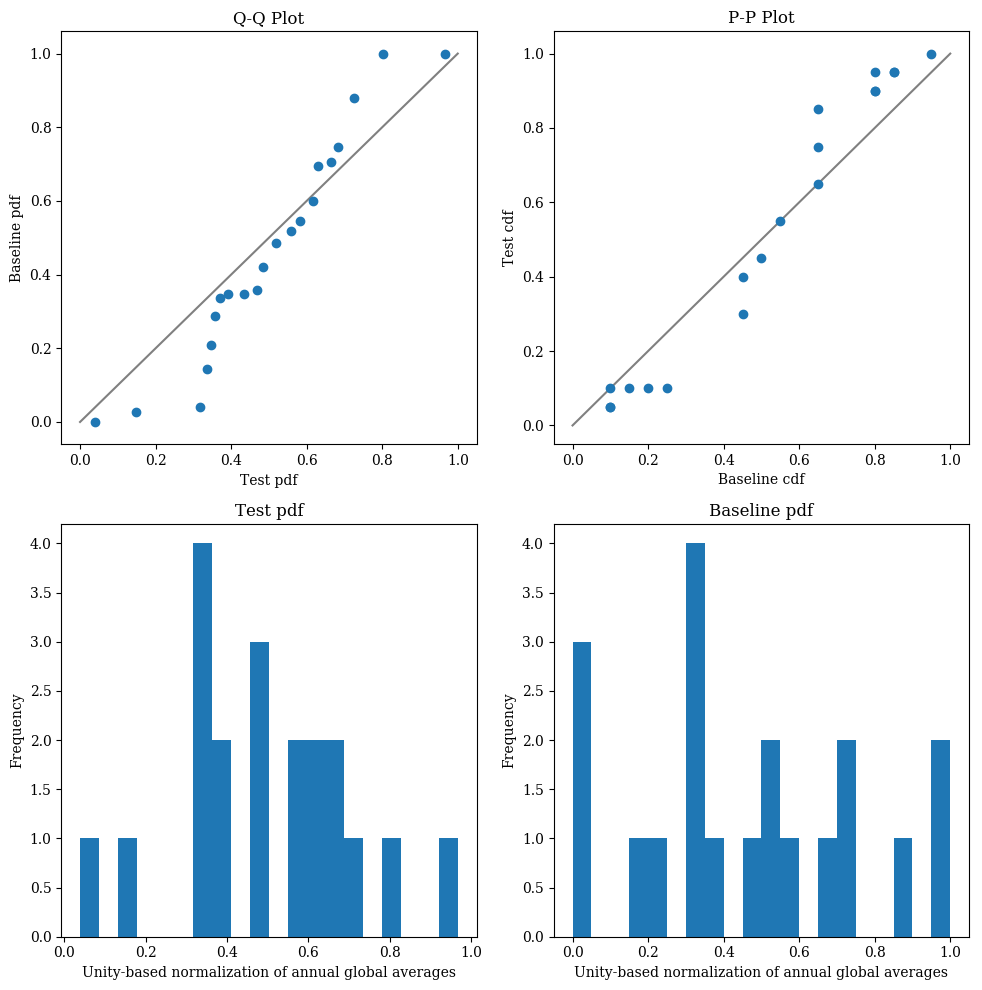 Q-Q Plot
1.0
0.8
0.6
0.4
0.2
0.0
Baseline pdf
0.0 0.2 0.4 0.6 0.8 1.0
Test pdf
P-P Plot
1.0
0.8
0.6
0.4
0.2
0.0
Test cdf
0.0 0.2 0.4 0.6 0.8 1.0
Baseline cdf
Test pdf
4.0
3.5
3.0
2.5
2.0
1.5
1.0
0.5
0.0
Frequency
0.0 0.2 0.4 0.6 0.8 1.0
Unity-based normalization of annual global averages
Baseline pdf
4.0
3.5
3.0
2.5
2.0
1.5
1.0
0.5
0.0
Frequency
0.0 0.2 0.4 0.6 0.8 1.0
Unity-based normalization of annual global averages